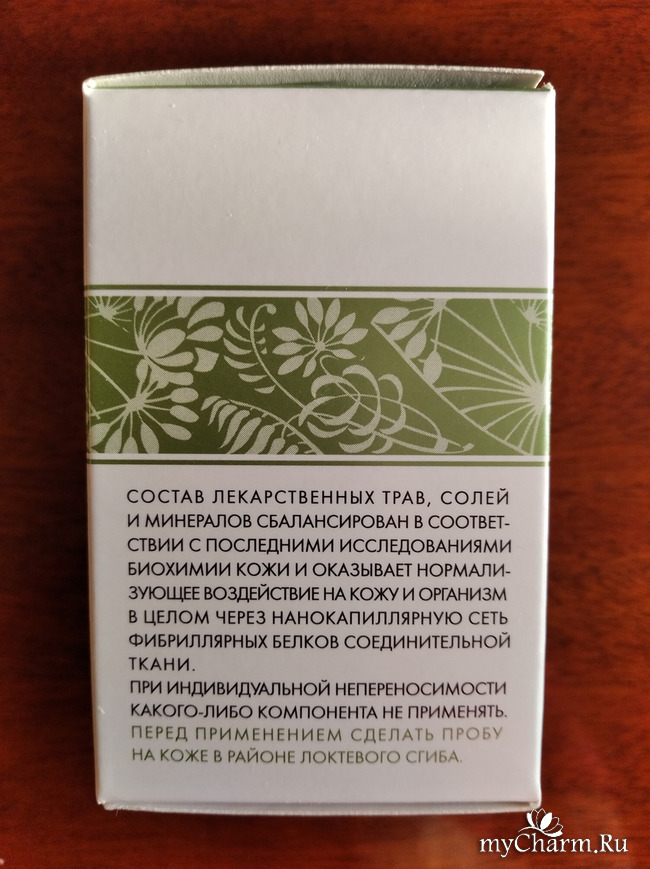 СОСТАВ ЛЕКАРСТВЕННЫХ ТРАВ, СОЛЕЙ
И МИНЕРАЛОВ СБАЛАНСИРОВАН В СООТВЕТ-
СТВИИ С ПОСЛЕДНИМИ ИССЛЕДОВАНИЯМИ
БИОХИМИИ КОЖИ И ОКАЗЫВАЕТ НОРМАЛИ-
ЗУЮЩЕЕ ВОЗДЕЙСТВИЕ НА КОЖУ И ОРГАНИЗМ
В ЦЕЛОМ ЧЕРЕЗ НАНОКАПИЛЛЯРНУЮ СЕТЬ
ФИБРИЛЛЯРНЫХ БЕЛКОВ СОЕДИНИТЕЛЬНОЙ
ТКАНИ.
ПРИ ИНДИВИДУАЛЬНОЙ НЕПЕРЕНОСИМОСТИ
КАКОГО-ЛИБО КОМПОНЕНТА НЕ ПРИМЕНЯТЬ.
ПЕРЕД ПРИМЕНЕНИЕМ СДЕЛАТЬ ПРОБУ
НА КОЖЕ В РАЙОНЕ ЛОКТЕВОГО СГИБА.
myCharm.Ru